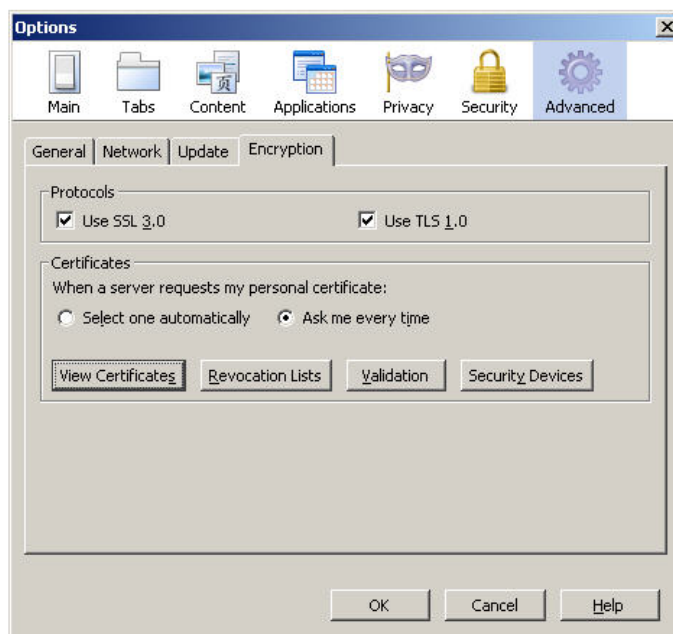 Options
页
Main Tabs Content Applications Privacy Security Advanced
General Network Update Encryption
Protocols
Use SSL 3.0 Use TLS 1.0
Certificates
When a server requests my personal certificate:
Select one automatically Ask me every time
View Certificates Revocation Lists Validation Security Devices
OK Cancel Help